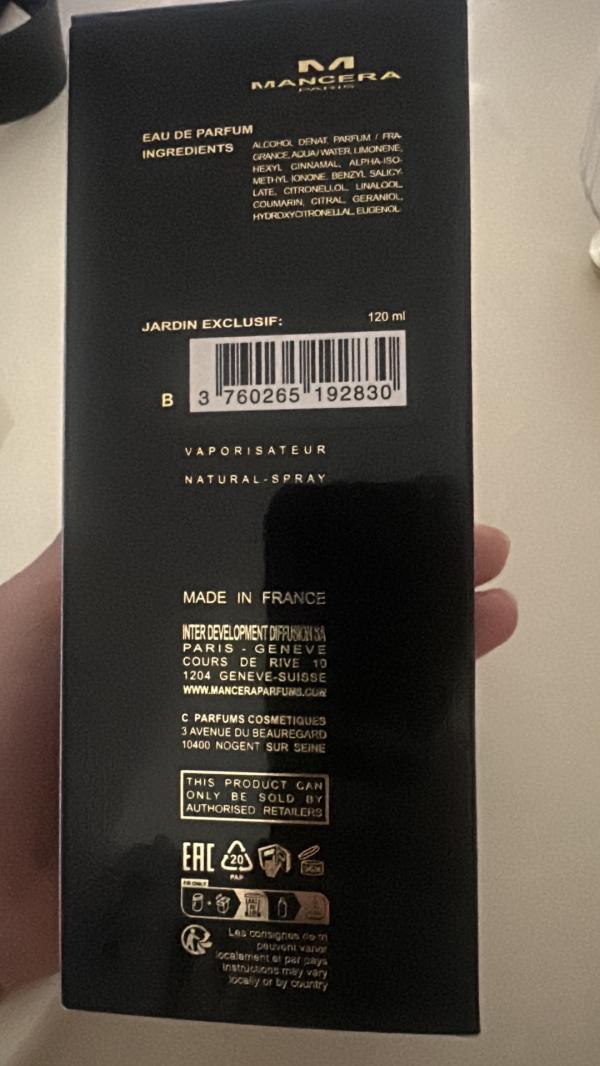 MANCERA
PARIS
EAU DE PARFUM
INGREDIENTS
ALCOHOL DENAT, PARFUM / FRA-
GRANCE, AQUA/WATER, LIMONENE,
HEXYL CINNAMAL, ALPHA-ISO-
METHYL IONONE, BENZYL SALICY-
LATE, CITRONELLOL, LINALOOL,
COUMARIN, CITRAL, GERANIOL,
HYDROXYCITRONELLAL, EUGENOL
JARDIN EXCLUSIF: 120 ml
B 3 760265 192830
VAPORISATEUR
NATURAL-SPRAY
MADE IN FRANCE
INTER DEVELOPMENT DIFFUSION SA
PARIS - GENEVE
COURS DE RIVE 10
1204 GENEVE-SUISSE
WWW.MANCERAPARFUMS.COM
C PARFUMS COSMETIQUES
3 AVENUE DU BEAUREGARD
10400 NOGENT SUR SEINE
THIS PRODUCT CAN
ONLY BE SOLD BY
AUTHORISED RETAILERS
EAC 20
PAP
Les consignes de tri
peuvent varier
localement et par pays
Instructions may vary
locally or by country